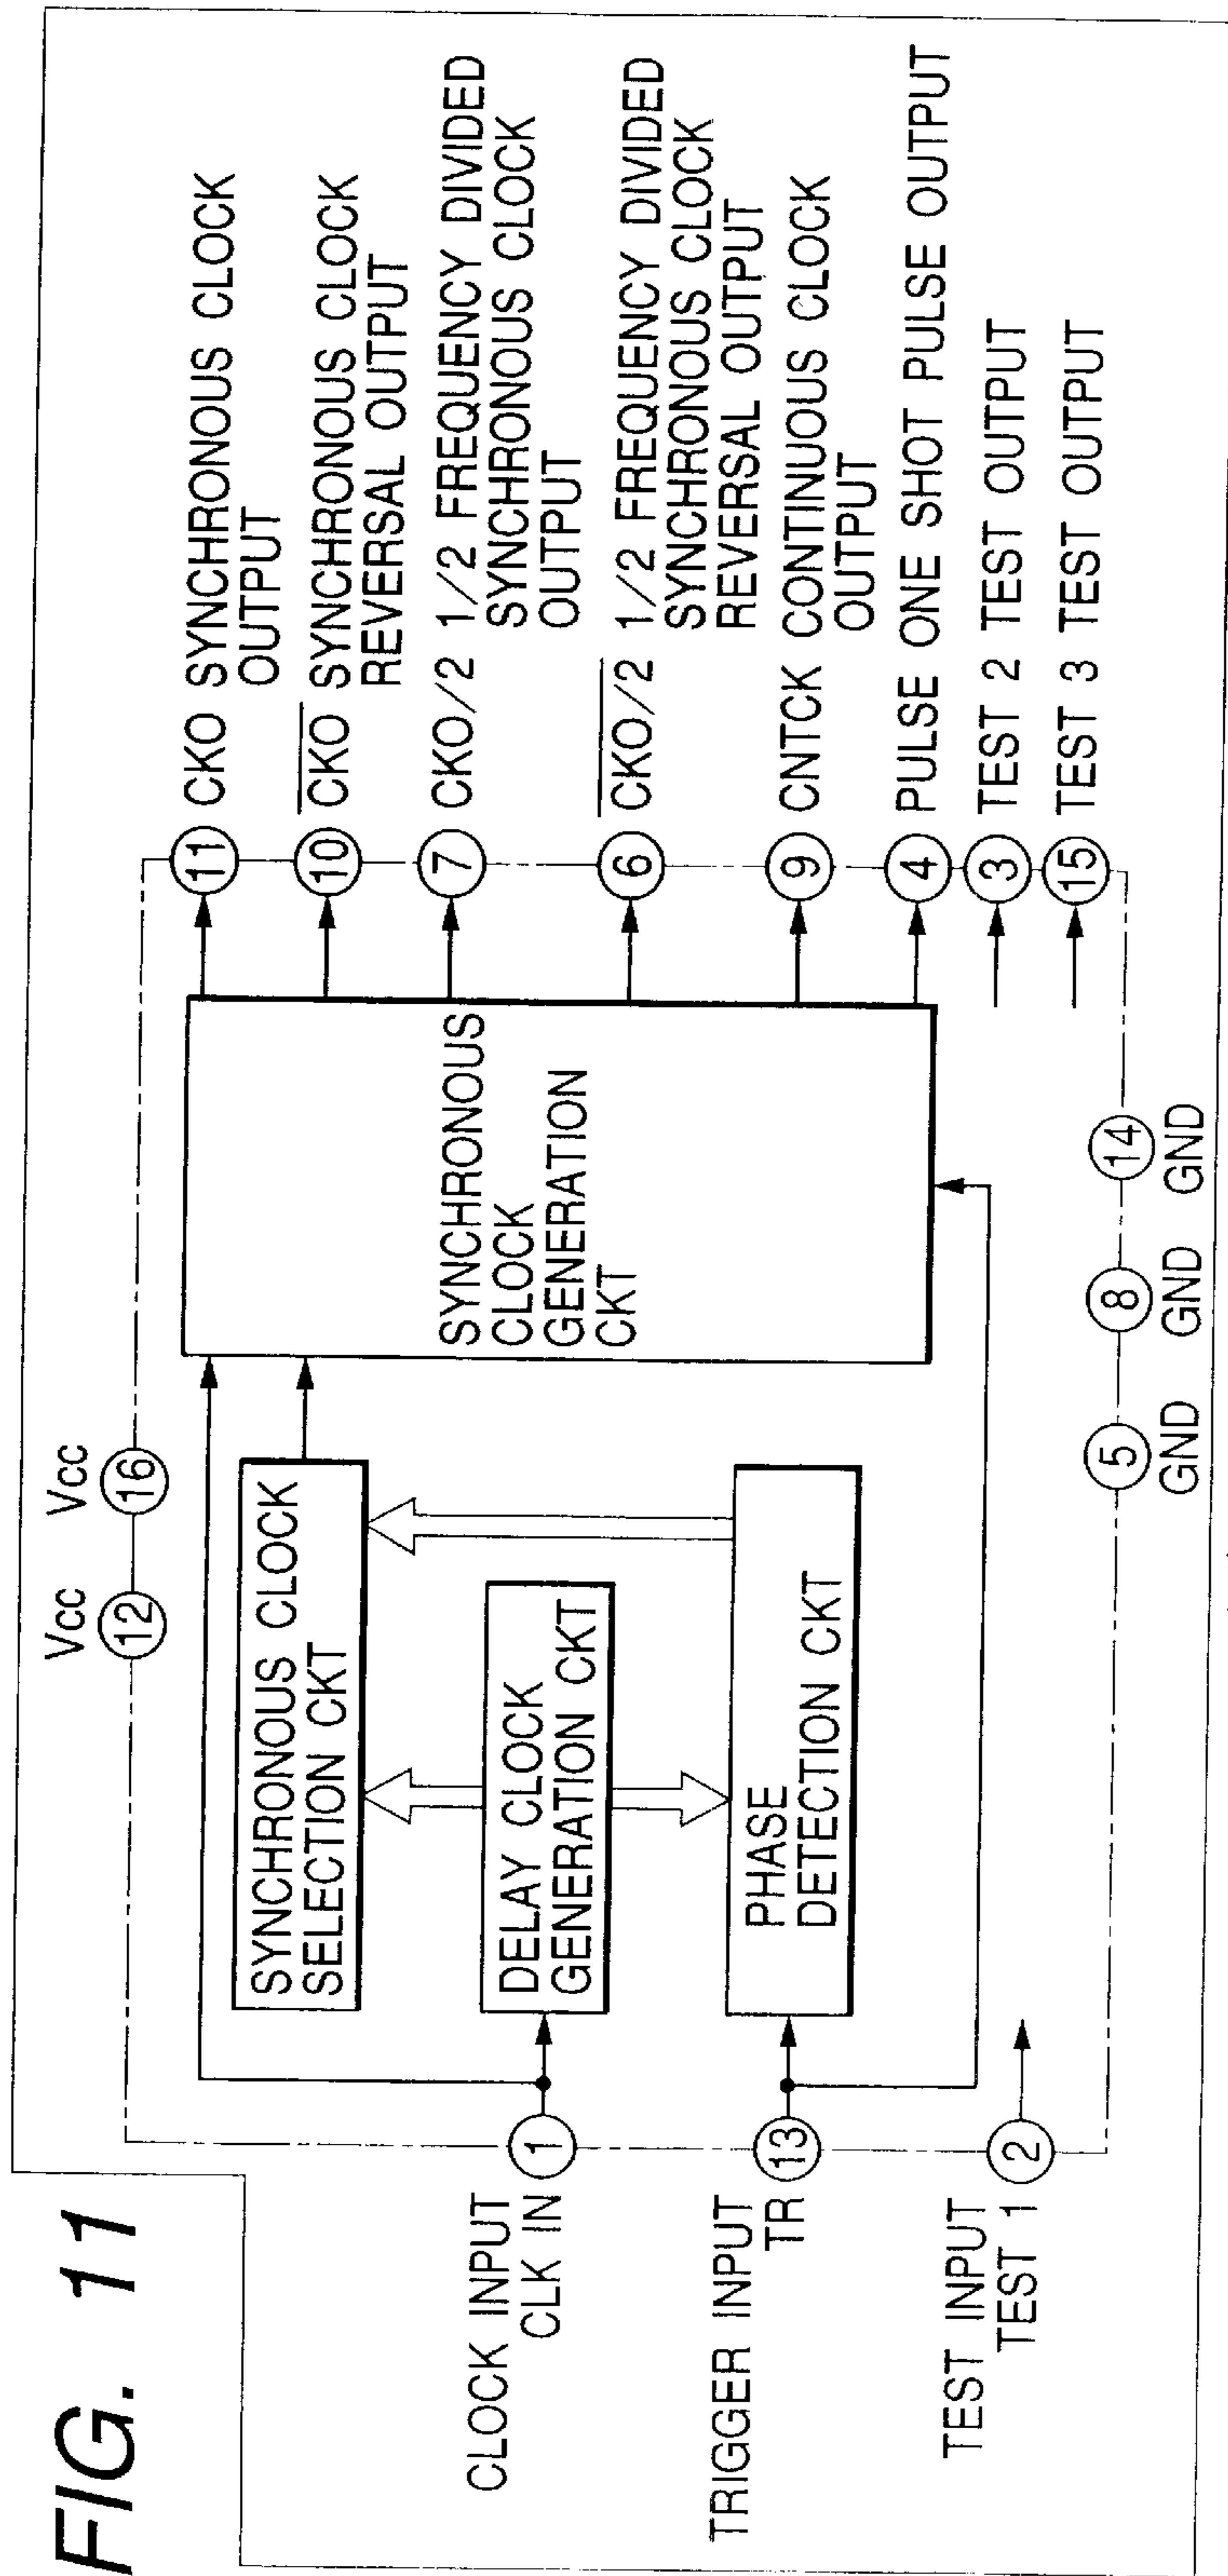 FIG. 11
Vcc
Vcc
12
16
CLOCK INPUT
CLK IN
1
TRIGGER INPUT
TR
13
TEST INPUT
TEST 1
2
SYNCHRONOUS CLOCK
SELECTION CKT
DELAY CLOCK
GENERATION CKT
PHASE
DETECTION CKT
SYNCHRONOUS
CLOCK
GENERATION
CKT
11 CKO SYNCHRONOUS CLOCK
OUTPUT
10 C̅K̅O̅ SYNCHRONOUS CLOCK
REVERSAL OUTPUT
7 CKO/2 1/2 FREQUENCY DIVIDED
SYNCHRONOUS CLOCK
OUTPUT
6 C̅K̅O̅/̅2̅ 1/2 FREQUENCY DIVIDED
SYNCHRONOUS CLOCK
REVERSAL OUTPUT
9 CNTCK CONTINUOUS CLOCK
OUTPUT
4 PULSE ONE SHOT PULSE OUTPUT
3 TEST 2 TEST OUTPUT
15 TEST 3 TEST OUTPUT
5
GND
8
GND
14
GND